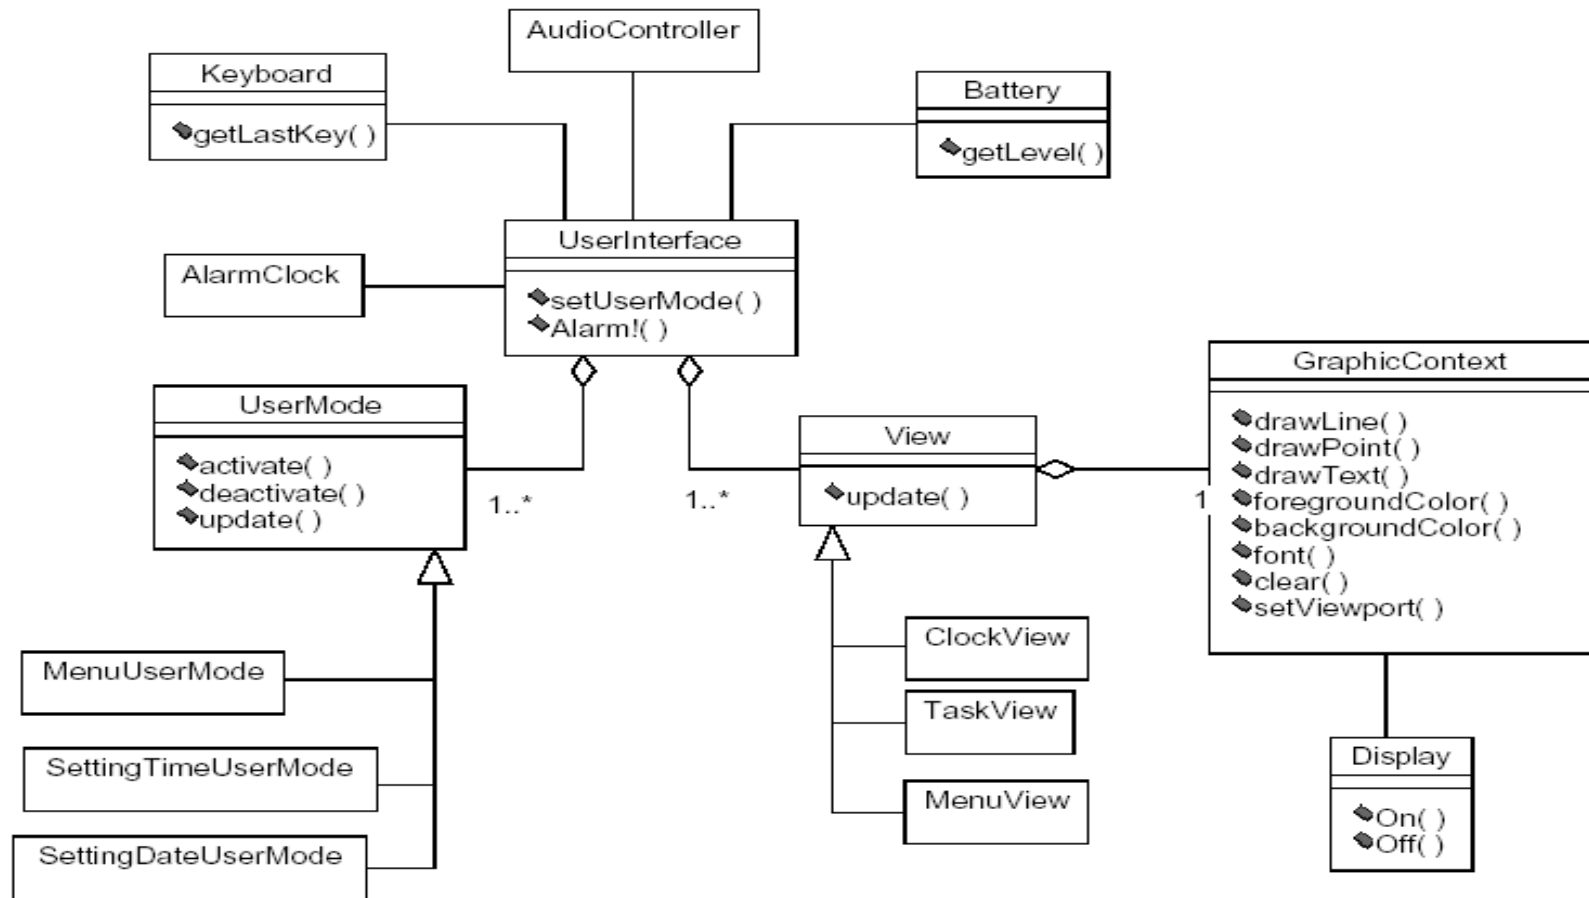 AudioController
Keyboard
getLastKey( )
Battery
getLevel( )
UserInterface
setUserMode( )
Alarm!( )
AlarmClock
UserMode
activate( )
deactivate( )
update( )
1..*
1..*
View
update( )
1
GraphicContext
drawLine( )
drawPoint( )
drawText( )
foregroundColor( )
backgroundColor( )
font( )
clear( )
setViewport( )
MenuUserMode
SettingTimeUserMode
SettingDateUserMode
ClockView
TaskView
MenuView
Display
On( )
Off( )